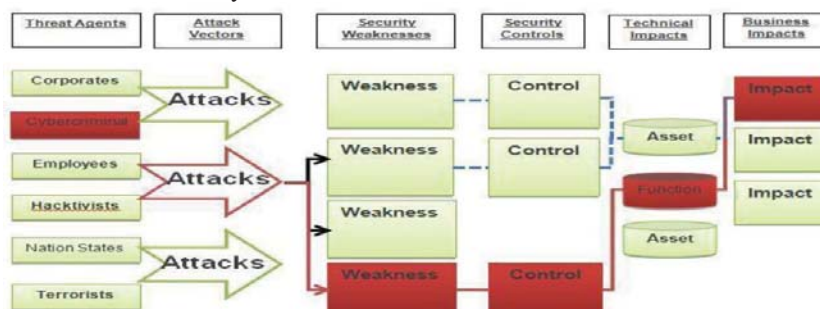 Threat Agents
Attack
Vectors
Security
Weaknesses
Security
Controls
Technical
Impacts
Business
Impacts
Corporates
Cybercriminal
Employees
Hacktivists
Nation States
Terrorists
Attacks
Attacks
Attacks
Weakness
Weakness
Weakness
Weakness
Control
Control
Control
Asset
Function
Asset
Impact
Impact
Impact